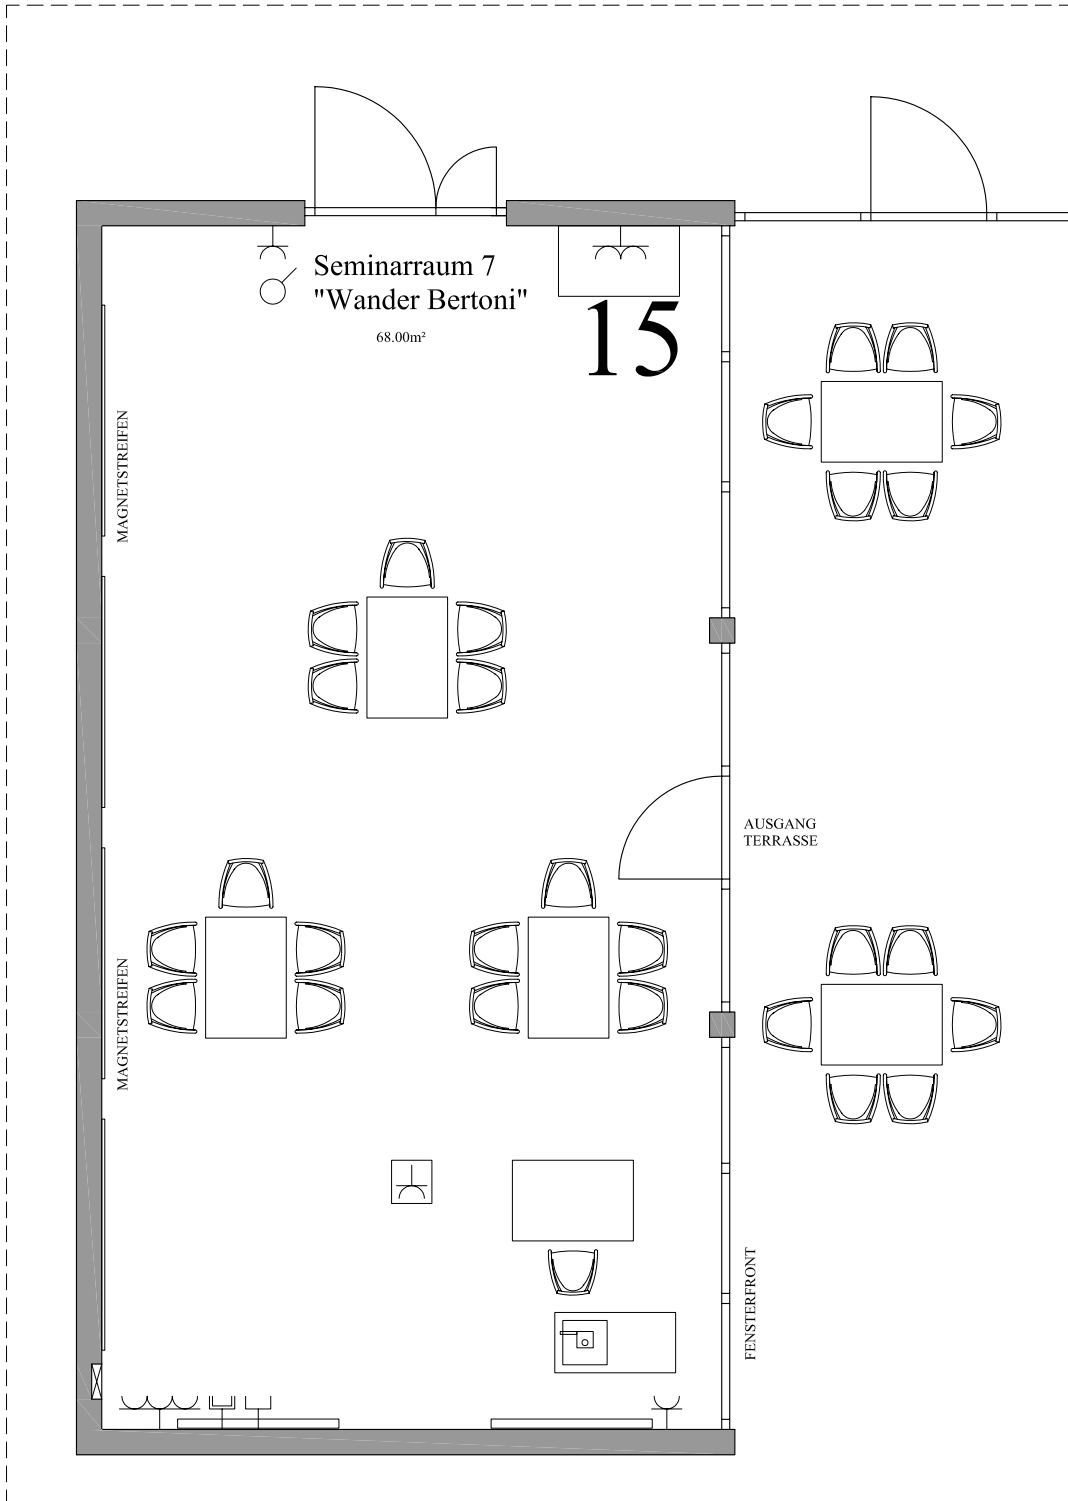 Seminarraum 7
"Wander Bertoni"
68.00m²
15
MAGNETSTREIFEN
AUSGANG
TERRASSE
MAGNETSTREIFEN
FENSTERFRONT